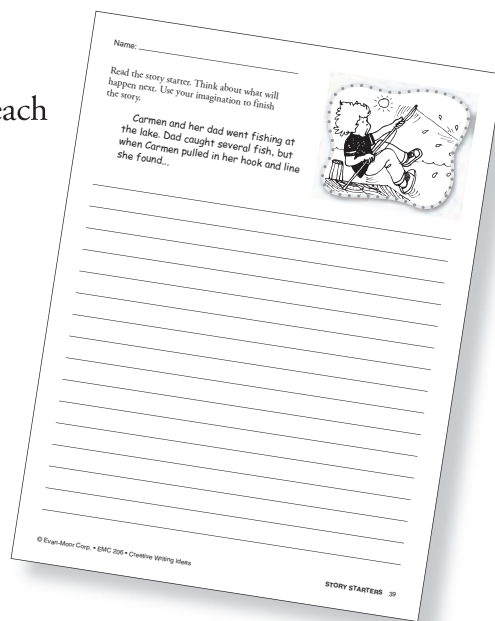 each
Name:
Read the story starter. Think about what will
happen next. Use your imagination to finish
the story.
Carmen and her dad went fishing at
the lake. Dad caught several fish, but
when Carmen pulled in her hook and line
she found...
© Evan-Moor Corp. • EMC 206 • Creative Writing Ideas
STORY STARTERS 39